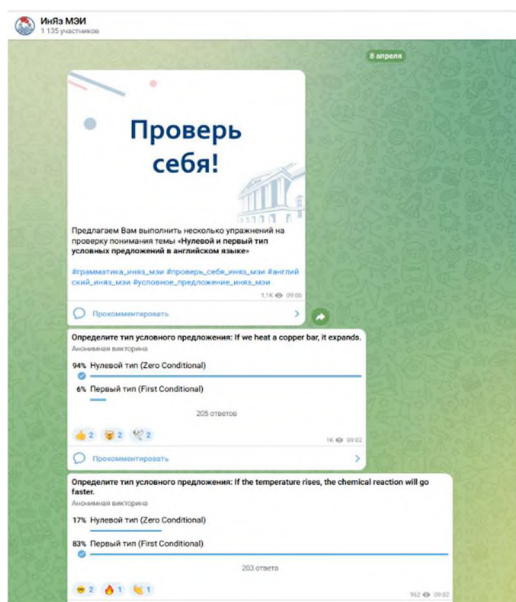 ИнЯз МЭИ
1 135 участников
8 апреля
Проверь
себя!
Предлагаем Вам выполнить несколько упражнений на
проверку понимания темы «Нулевой и первый тип
условных предложений в английском языке»
#грамматика_иняз_мэи #проверь_себя_иняз_мэи #англий
ский_иняз_мэи #условное_предложение_иняз_мэи
1,1K 09:00
Прокомментировать
Определите тип условного предложения: If we heat a copper bar, it expands.
Анонимная викторина
94% Нулевой тип (Zero Conditional)
6% Первый тип (First Conditional)
205 ответов
2 2 2
1K 09:02
Прокомментировать
Определите тип условного предложения: If the temperature rises, the chemical reaction will go
faster.
Анонимная викторина
17% Нулевой тип (Zero Conditional)
83% Первый тип (First Conditional)
203 ответа
2 1 1
962 09:02